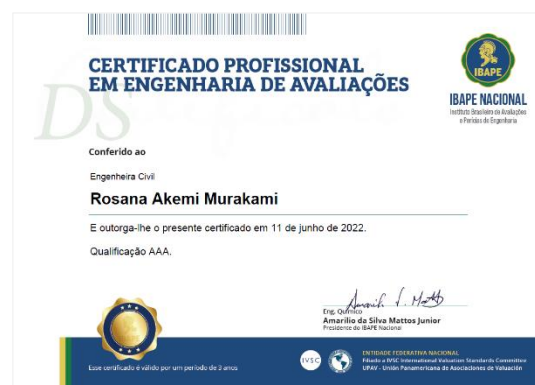 CERTIFICADO PROFISSIONAL
EM ENGENHARIA DE AVALIAÇÕES
IBAPE
IBAPE NACIONAL
Instituto Brasileiro de Avaliações
e Perícias de Engenharia
DS
Conferido ao
Engenheira Civil
Rosana Akemi Murakami
E outorga-lhe o presente certificado em 11 de junho de 2022.
Qualificação AAA.
Eng. Químico
Amarilio da Silva Mattos Junior
Presidente do IBAPE Nacional
Esse certificado é válido por um período de 3 anos
IVSC
ENTIDADE FEDERATIVA NACIONAL
Filiado a IVSC International Valuation Standards Committee
UPAV - Unión Panamericana de Asociaciones de Valuación